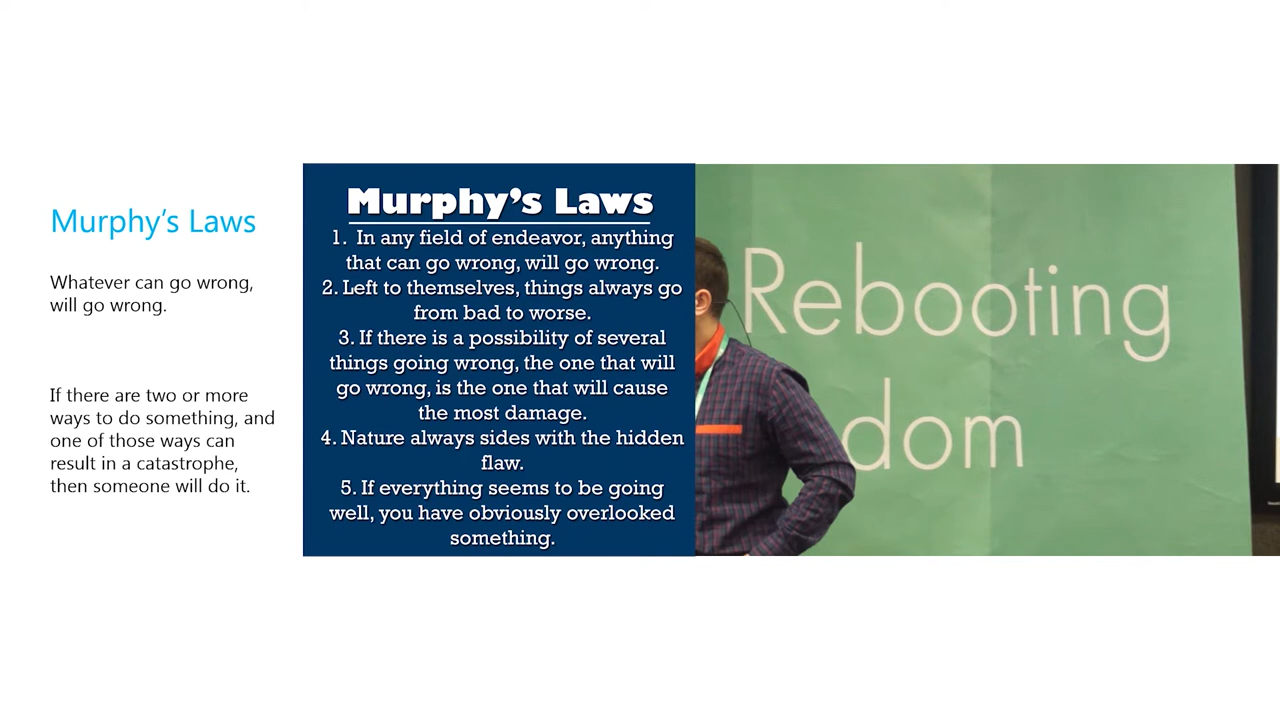 Murphy's Laws
Whatever can go wrong,
will go wrong.
If there are two or more
ways to do something, and
one of those ways can
result in a catastrophe,
then someone will do it.
Murphy's Laws
1. In any field of endeavor, anything
that can go wrong, will go wrong.
2. Left to themselves, things always go
from bad to worse.
3. If there is a possibility of several
things going wrong, the one that will
go wrong, is the one that will cause
the most damage.
4. Nature always sides with the hidden
flaw.
5. If everything seems to be going
well, you have obviously overlooked
something.
Rebooting
dom